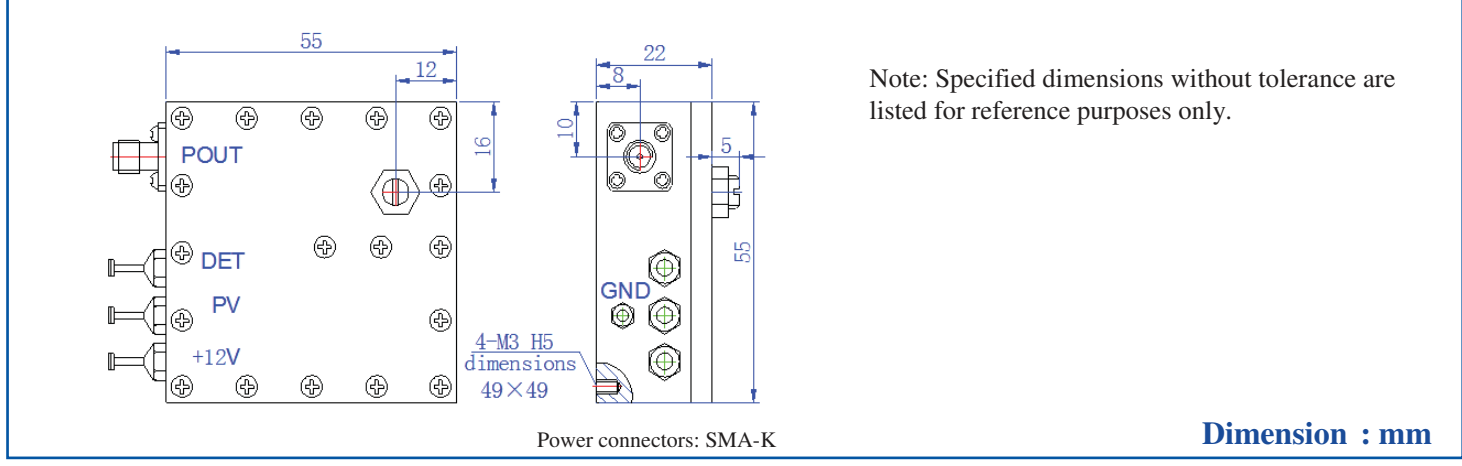 55
12
16
POUT
DET
PV
+12V
22
8
10
5
55
GND
4-M3 H5
dimensions
49×49
Note: Specified dimensions without tolerance are
listed for reference purposes only.
Power connectors: SMA-K
Dimension : mm